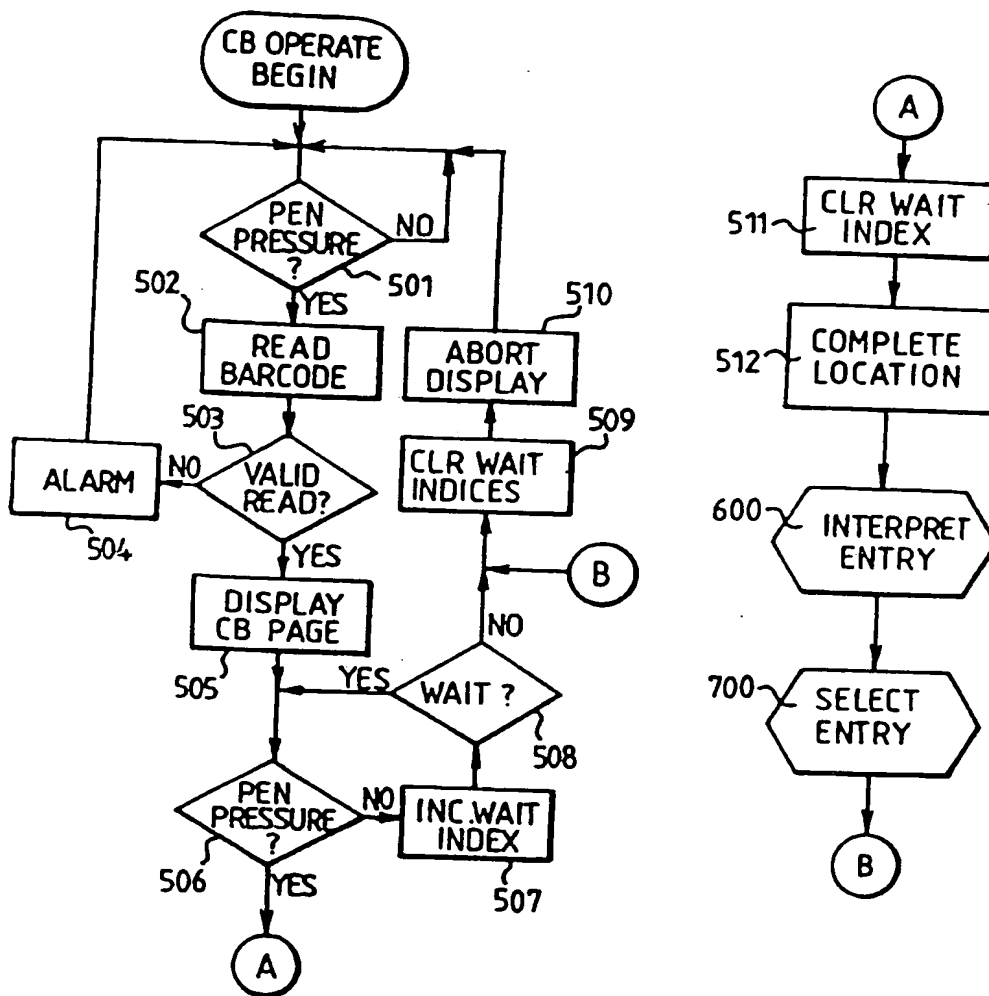 CB OPERATE
BEGIN
PEN
PRESSURE
?
NO
501
YES
502
READ
BARCODE
503
VALID
READ?
NO
ALARM
504
YES
DISPLAY
CB PAGE
505
PEN
PRESSURE
?
506
NO
YES
A
INC.WAIT
INDEX
507
WAIT ?
508
YES
NO
B
CLR WAIT
INDICES
509
ABORT
DISPLAY
510
A
CLR WAIT
INDEX
511
COMPLETE
LOCATION
512
INTERPRET
ENTRY
600
SELECT
ENTRY
700
B